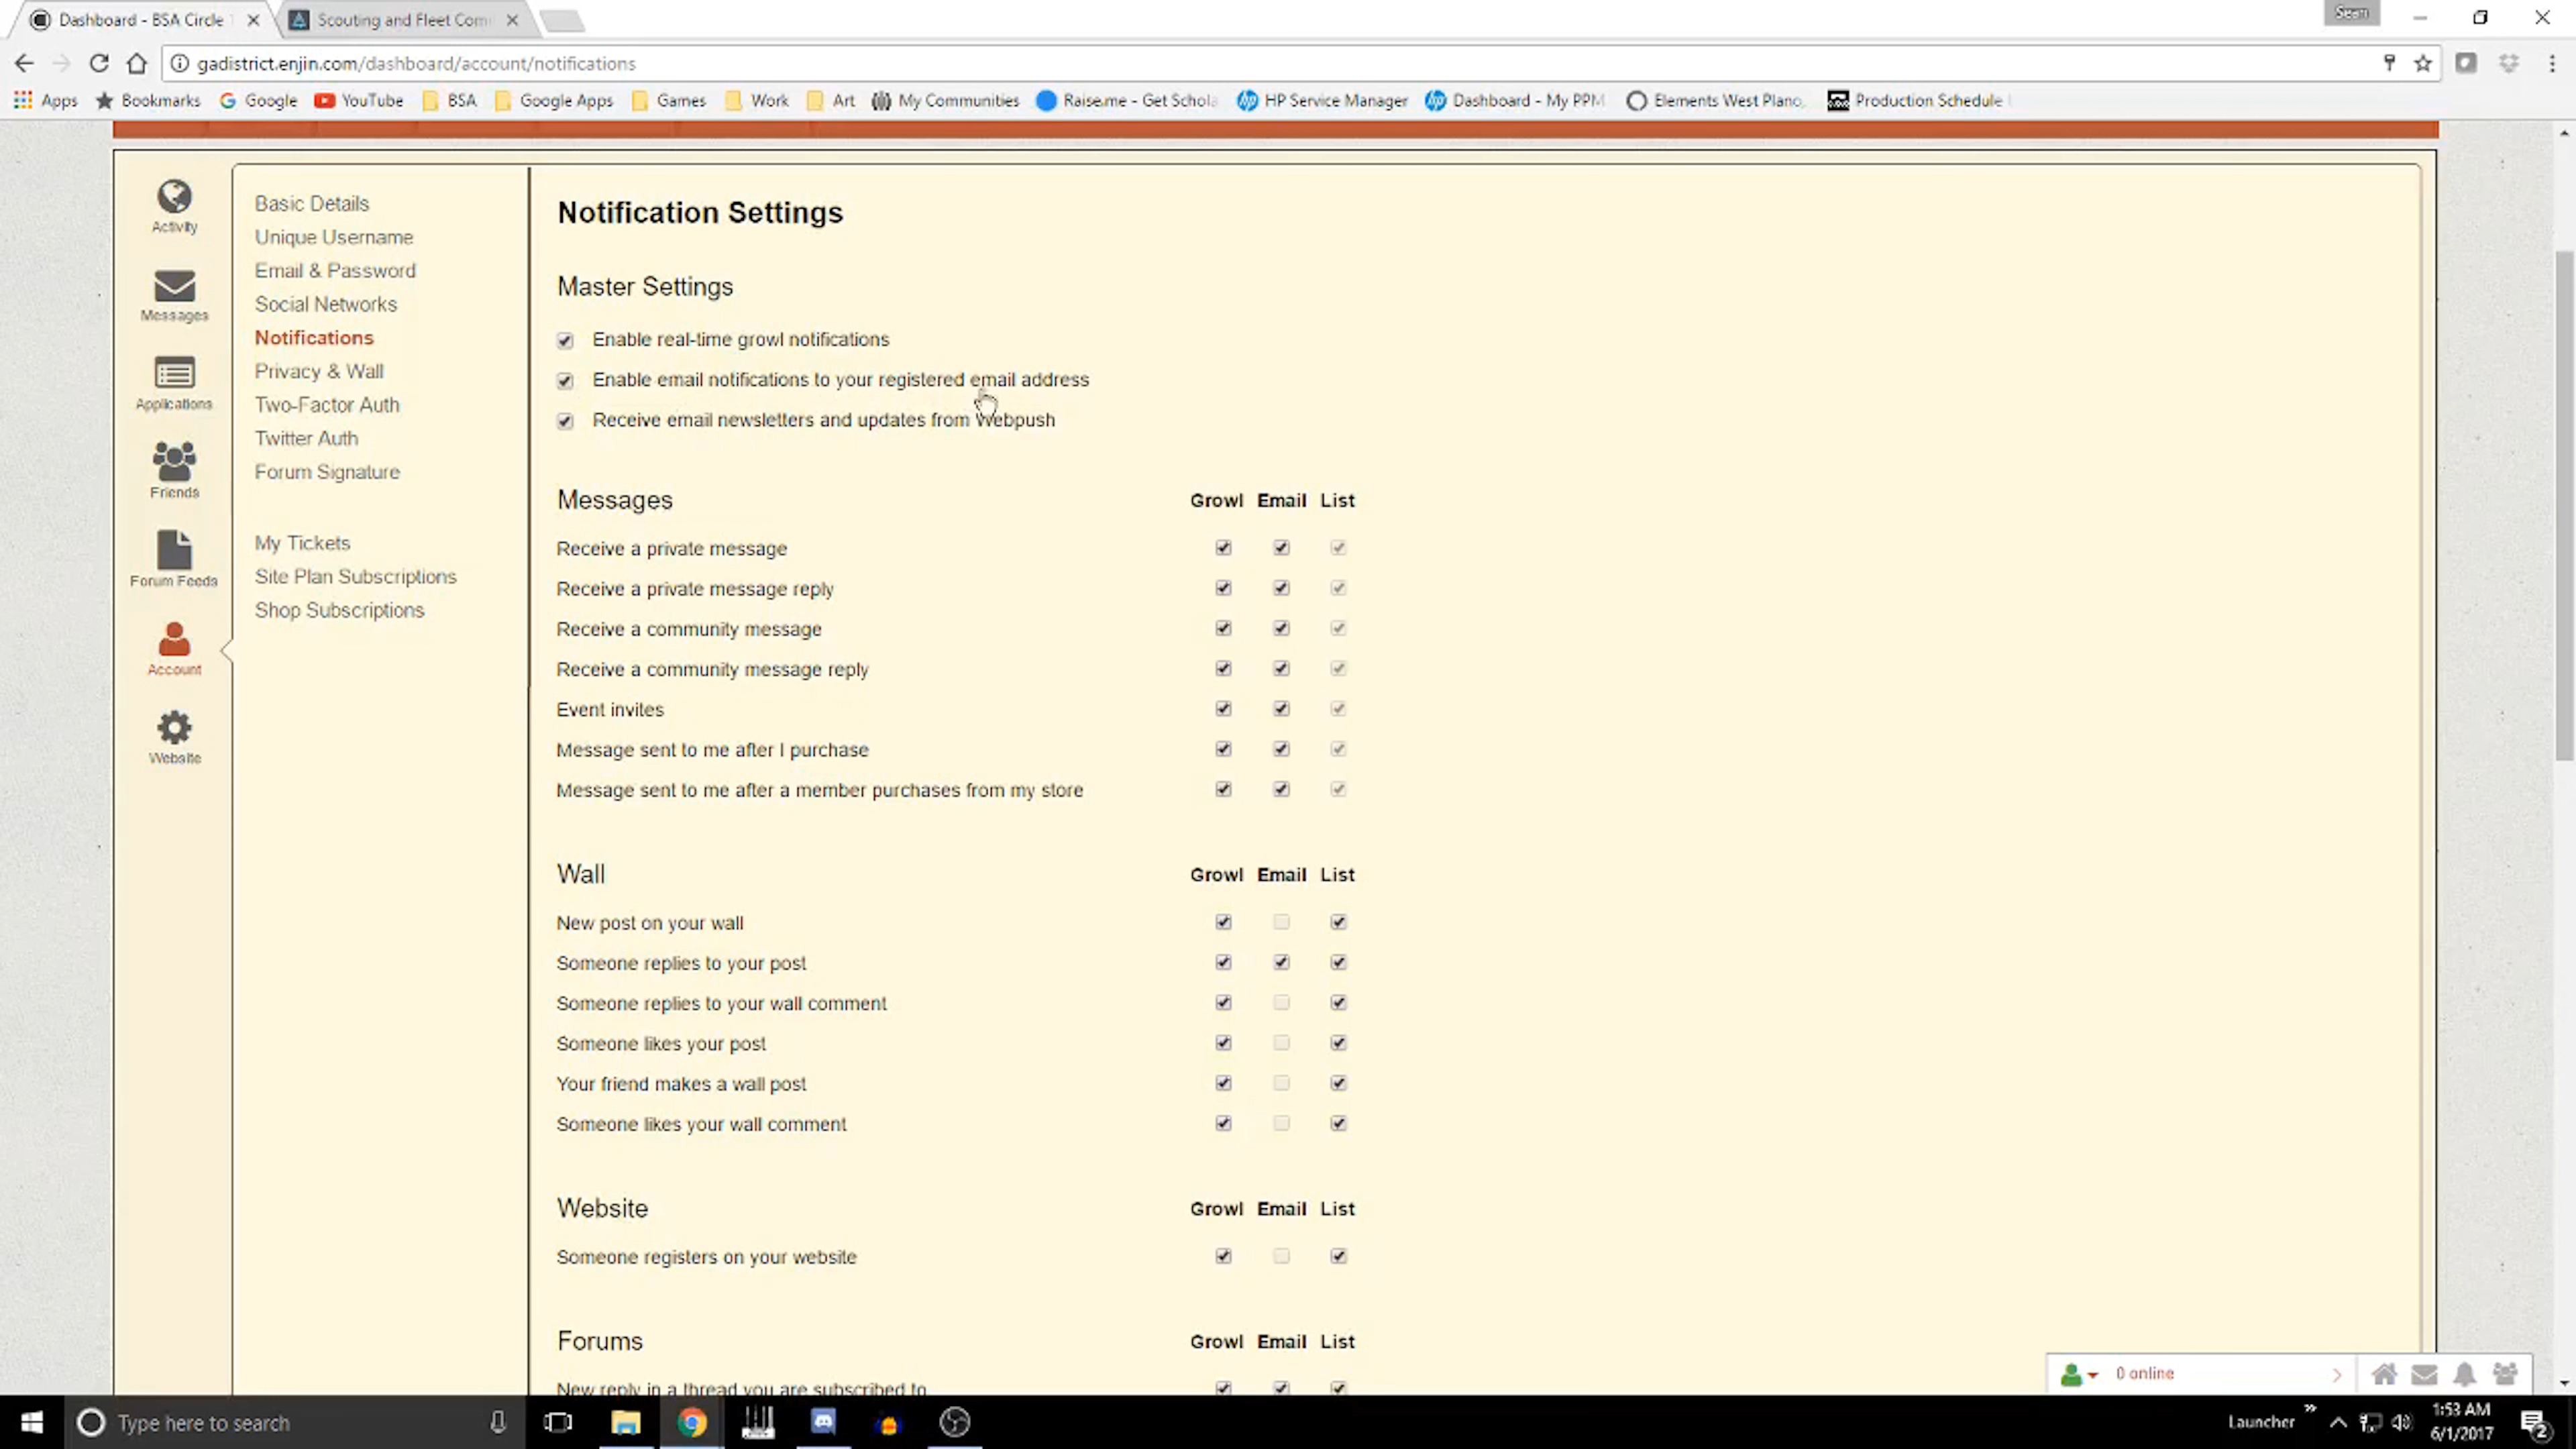 Dashboard - BSA Circle
Scouting and Fleet Com
Sean
gadistrict.enjin.com/dashboard/account/notifications
Apps Bookmarks Google YouTube BSA Google Apps Games Work Art My Communities Raise.me - Get Schola HP Service Manager Dashboard - My PPM Elements West Plano, Production Schedule
Activity
Messages
Applications
Friends
Forum Feeds
Account
Website
Basic Details
Unique Username
Email & Password
Social Networks
Notifications
Privacy & Wall
Two-Factor Auth
Twitter Auth
Forum Signature
My Tickets
Site Plan Subscriptions
Shop Subscriptions
Notification Settings
Master Settings
Enable real-time growl notifications
Enable email notifications to your registered email address
Receive email newsletters and updates from Webpush
Messages Growl Email List
Receive a private message
Receive a private message reply
Receive a community message
Receive a community message reply
Event invites
Message sent to me after I purchase
Message sent to me after a member purchases from my store
Wall Growl Email List
New post on your wall
Someone replies to your post
Someone replies to your wall comment
Someone likes your post
Your friend makes a wall post
Someone likes your wall comment
Website Growl Email List
Someone registers on your website
Forums Growl Email List
New reply in a thread you are subscribed to
0 online
Type here to search
Launcher
1:53 AM
6/1/2017
2